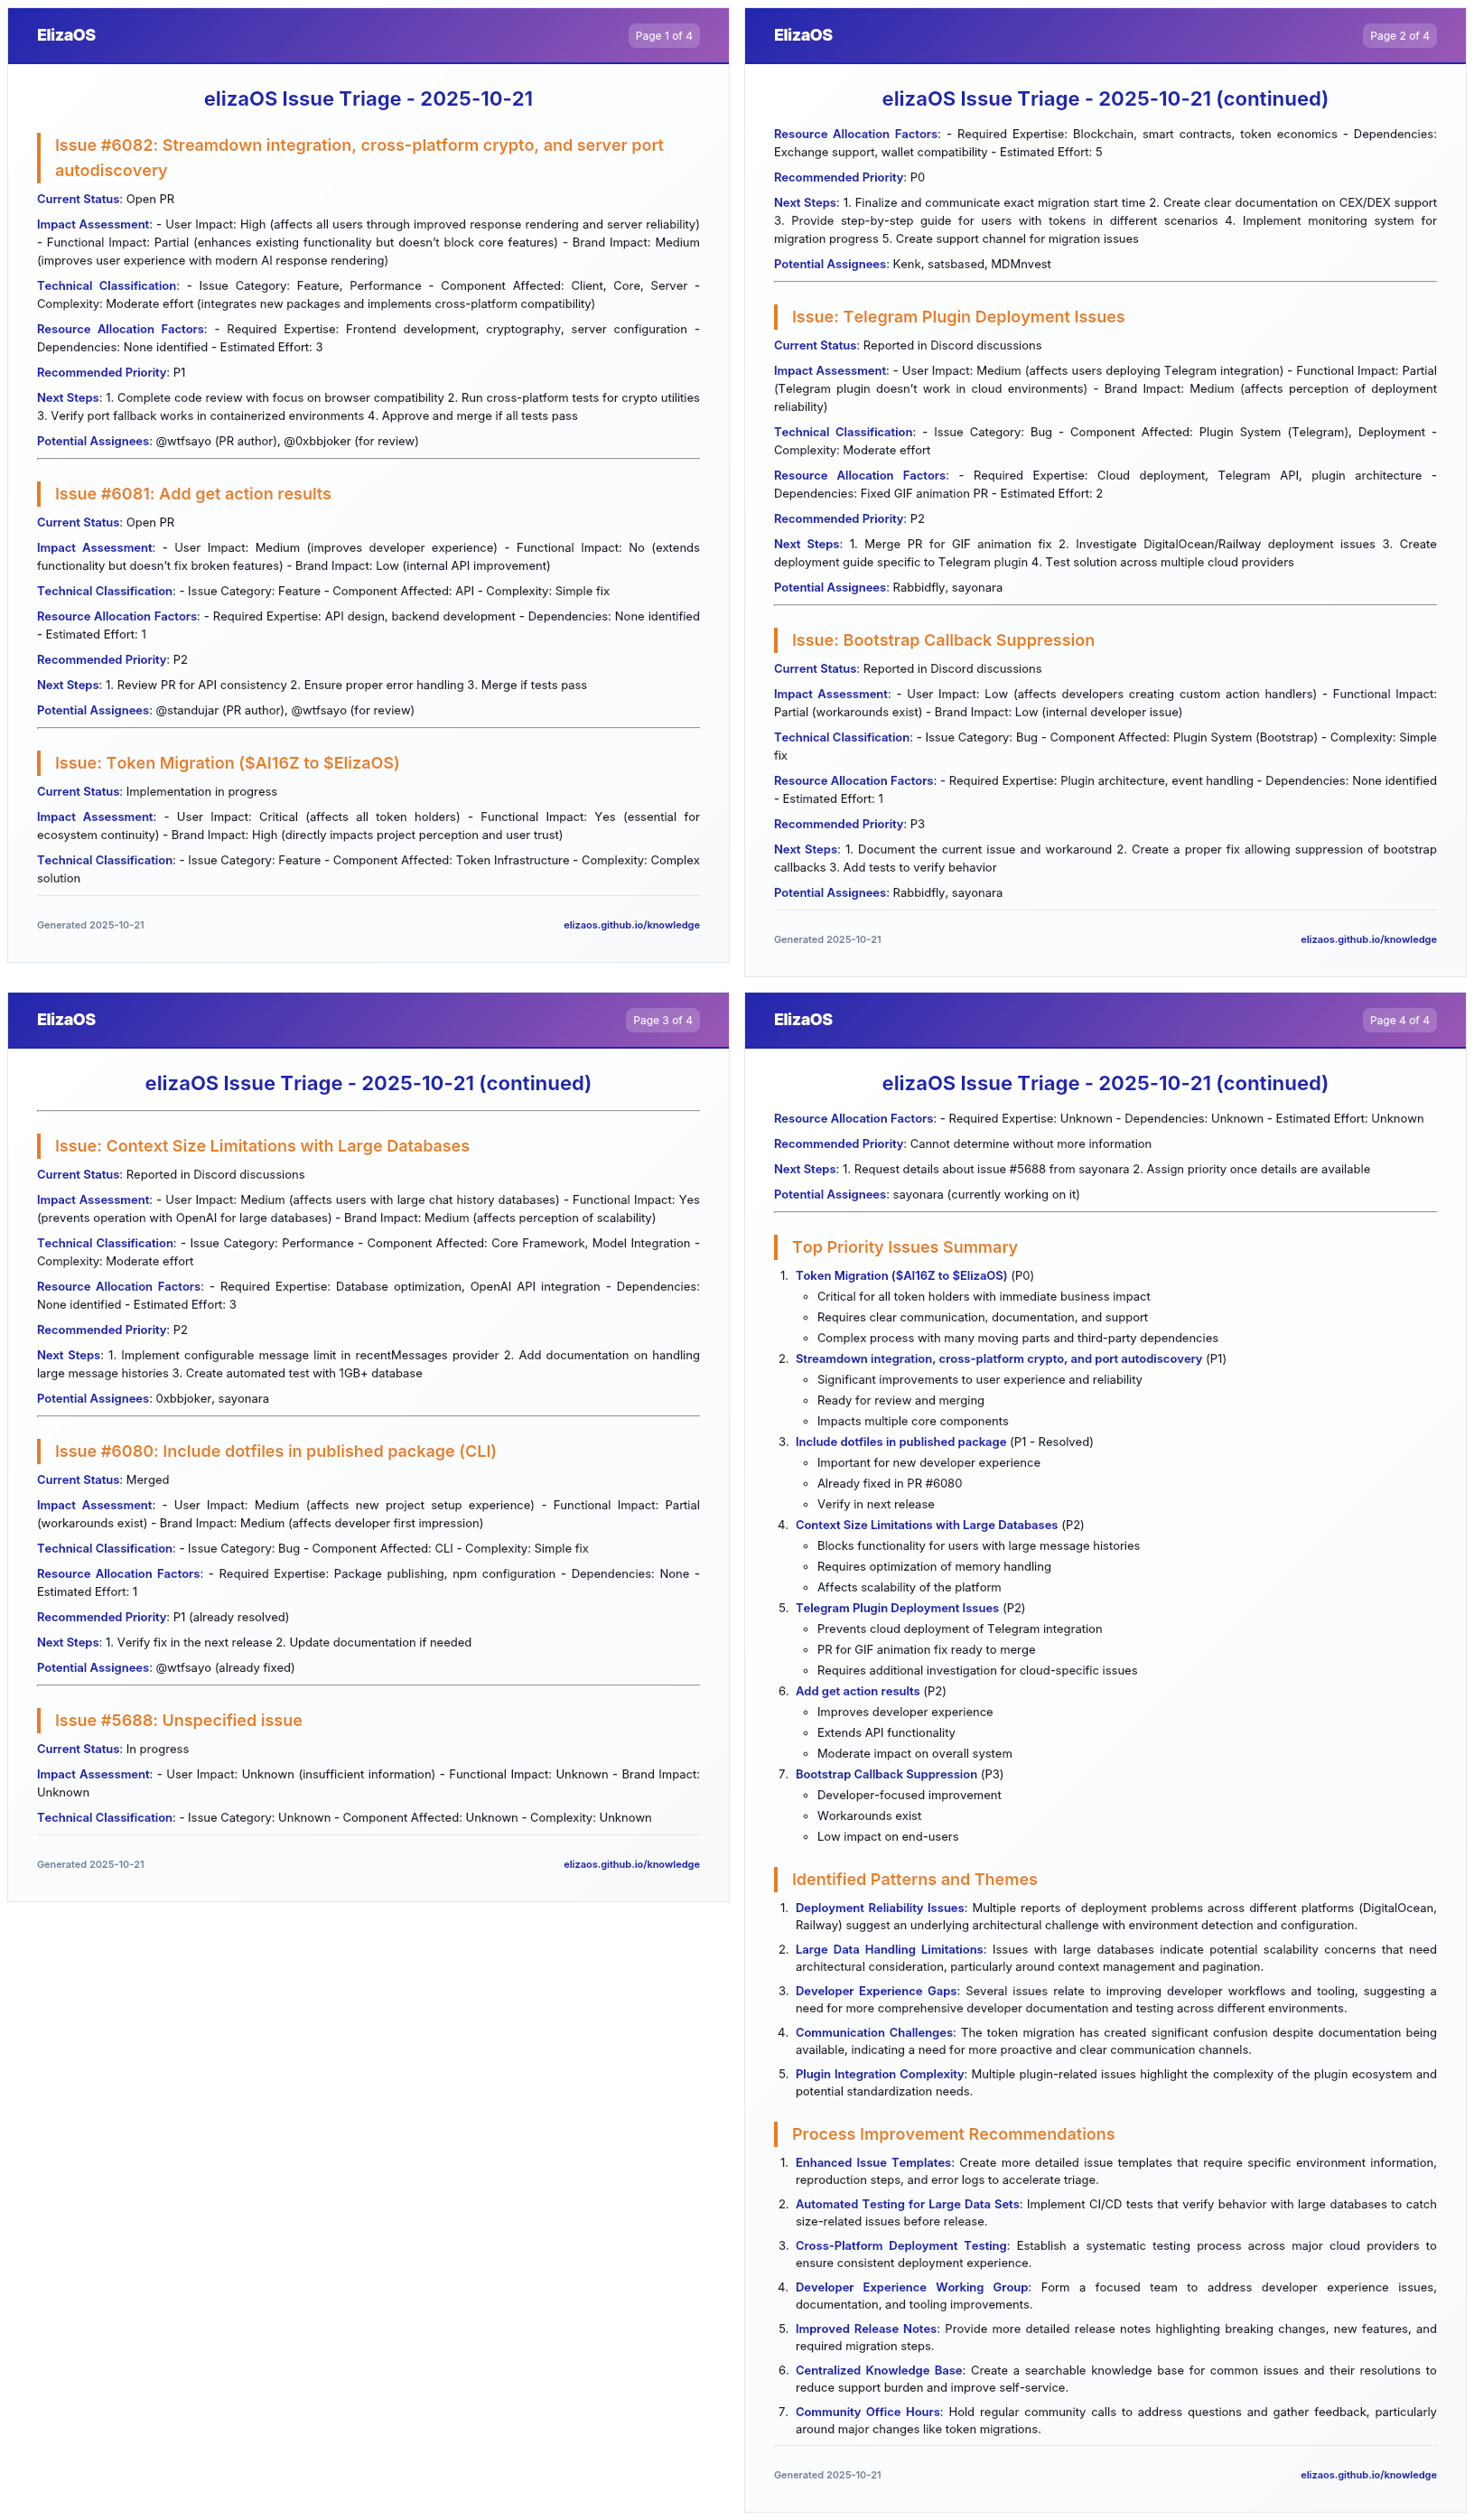 ElizaOS
Page 1 of 4
elizaOS Issue Triage - 2025-10-21
Issue #6082: Streamdown integration, cross-platform crypto, and server port
autodiscovery
Current Status: Open PR
Impact Assessment: - User Impact: High (affects all users through improved response rendering and server reliability)
- Functional Impact: Partial (enhances existing functionality but doesn't block core features) - Brand Impact: Medium
(improves user experience with modern AI response rendering)
Technical Classification: - Issue Category: Feature, Performance - Component Affected: Client, Core, Server -
Complexity: Moderate effort (integrates new packages and implements cross-platform compatibility)
Resource Allocation Factors: - Required Expertise: Frontend development, cryptography, server configuration -
Dependencies: None identified - Estimated Effort: 3
Recommended Priority: P1
Next Steps: 1. Complete code review with focus on browser compatibility 2. Run cross-platform tests for crypto utilities
3. Verify port fallback works in containerized environments 4. Approve and merge if all tests pass
Potential Assignees: @wtfsayo (PR author), @0xbbjoker (for review)
Issue #6081: Add get action results
Current Status: Open PR
Impact Assessment: - User Impact: Medium (improves developer experience) - Functional Impact: No (extends
functionality but doesn't fix broken features) - Brand Impact: Low (internal API improvement)
Technical Classification: - Issue Category: Feature - Component Affected: API - Complexity: Simple fix
Resource Allocation Factors: - Required Expertise: API design, backend development - Dependencies: None identified
- Estimated Effort: 1
Recommended Priority: P2
Next Steps: 1. Review PR for API consistency 2. Ensure proper error handling 3. Merge if tests pass
Potential Assignees: @standujar (PR author), @wtfsayo (for review)
Issue: Token Migration ($AI16Z to $ElizaOS)
Current Status: Implementation in progress
Impact Assessment: - User Impact: Critical (affects all token holders) - Functional Impact: Yes (essential for
ecosystem continuity) - Brand Impact: High (directly impacts project perception and user trust)
Technical Classification: - Issue Category: Feature - Component Affected: Token Infrastructure - Complexity: Complex
solution
Generated 2025-10-21
elizaos.github.io/knowledge
ElizaOS
Page 2 of 4
elizaOS Issue Triage - 2025-10-21 (continued)
Resource Allocation Factors: - Required Expertise: Blockchain, smart contracts, token economics - Dependencies:
Exchange support, wallet compatibility - Estimated Effort: 5
Recommended Priority: P0
Next Steps: 1. Finalize and communicate exact migration start time 2. Create clear documentation on CEX/DEX support
3. Provide step-by-step guide for users with tokens in different scenarios 4. Implement monitoring system for
migration progress 5. Create support channel for migration issues
Potential Assignees: Kenk, satsbased, MDMnvest
Issue: Telegram Plugin Deployment Issues
Current Status: Reported in Discord discussions
Impact Assessment: - User Impact: Medium (affects users deploying Telegram integration) - Functional Impact: Partial
(Telegram plugin doesn't work in cloud environments) - Brand Impact: Medium (affects perception of deployment
reliability)
Technical Classification: - Issue Category: Bug - Component Affected: Plugin System (Telegram), Deployment -
Complexity: Moderate effort
Resource Allocation Factors: - Required Expertise: Cloud deployment, Telegram API, plugin architecture -
Dependencies: Fixed GIF animation PR - Estimated Effort: 2
Recommended Priority: P2
Next Steps: 1. Merge PR for GIF animation fix 2. Investigate DigitalOcean/Railway deployment issues 3. Create
deployment guide specific to Telegram plugin 4. Test solution across multiple cloud providers
Potential Assignees: Rabbidfly, sayonara
Issue: Bootstrap Callback Suppression
Current Status: Reported in Discord discussions
Impact Assessment: - User Impact: Low (affects developers creating custom action handlers) - Functional Impact:
Partial (workarounds exist) - Brand Impact: Low (internal developer issue)
Technical Classification: - Issue Category: Bug - Component Affected: Plugin System (Bootstrap) - Complexity: Simple
fix
Resource Allocation Factors: - Required Expertise: Plugin architecture, event handling - Dependencies: None identified
- Estimated Effort: 1
Recommended Priority: P3
Next Steps: 1. Document the current issue and workaround 2. Create a proper fix allowing suppression of bootstrap
callbacks 3. Add tests to verify behavior
Potential Assignees: Rabbidfly, sayonara
Generated 2025-10-21
elizaos.github.io/knowledge
ElizaOS
Page 3 of 4
elizaOS Issue Triage - 2025-10-21 (continued)
Issue: Context Size Limitations with Large Databases
Current Status: Reported in Discord discussions
Impact Assessment: - User Impact: Medium (affects users with large chat history databases) - Functional Impact: Yes
(prevents operation with OpenAI for large databases) - Brand Impact: Medium (affects perception of scalability)
Technical Classification: - Issue Category: Performance - Component Affected: Core Framework, Model Integration -
Complexity: Moderate effort
Resource Allocation Factors: - Required Expertise: Database optimization, OpenAI API integration - Dependencies:
None identified - Estimated Effort: 3
Recommended Priority: P2
Next Steps: 1. Implement configurable message limit in recentMessages provider 2. Add documentation on handling
large message histories 3. Create automated test with 1GB+ database
Potential Assignees: 0xbbjoker, sayonara
Issue #6080: Include dotfiles in published package (CLI)
Current Status: Merged
Impact Assessment: - User Impact: Medium (affects new project setup experience) - Functional Impact: Partial
(workarounds exist) - Brand Impact: Medium (affects developer first impression)
Technical Classification: - Issue Category: Bug - Component Affected: CLI - Complexity: Simple fix
Resource Allocation Factors: - Required Expertise: Package publishing, npm configuration - Dependencies: None -
Estimated Effort: 1
Recommended Priority: P1 (already resolved)
Next Steps: 1. Verify fix in the next release 2. Update documentation if needed
Potential Assignees: @wtfsayo (already fixed)
Issue #5688: Unspecified issue
Current Status: In progress
Impact Assessment: - User Impact: Unknown (insufficient information) - Functional Impact: Unknown - Brand Impact:
Unknown
Technical Classification: - Issue Category: Unknown - Component Affected: Unknown - Complexity: Unknown
Generated 2025-10-21
elizaos.github.io/knowledge
ElizaOS
Page 4 of 4
elizaOS Issue Triage - 2025-10-21 (continued)
Resource Allocation Factors: - Required Expertise: Unknown - Dependencies: Unknown - Estimated Effort: Unknown
Recommended Priority: Cannot determine without more information
Next Steps: 1. Request details about issue #5688 from sayonara 2. Assign priority once details are available
Potential Assignees: sayonara (currently working on it)
Top Priority Issues Summary
1. Token Migration ($AI16Z to $ElizaOS) (P0)
◦ Critical for all token holders with immediate business impact
◦ Requires clear communication, documentation, and support
◦ Complex process with many moving parts and third-party dependencies
2. Streamdown integration, cross-platform crypto, and port autodiscovery (P1)
◦ Significant improvements to user experience and reliability
◦ Ready for review and merging
◦ Impacts multiple core components
3. Include dotfiles in published package (P1 - Resolved)
◦ Important for new developer experience
◦ Already fixed in PR #6080
◦ Verify in next release
4. Context Size Limitations with Large Databases (P2)
◦ Blocks functionality for users with large message histories
◦ Requires optimization of memory handling
◦ Affects scalability of the platform
5. Telegram Plugin Deployment Issues (P2)
◦ Prevents cloud deployment of Telegram integration
◦ PR for GIF animation fix ready to merge
◦ Requires additional investigation for cloud-specific issues
6. Add get action results (P2)
◦ Improves developer experience
◦ Extends API functionality
◦ Moderate impact on overall system
7. Bootstrap Callback Suppression (P3)
◦ Developer-focused improvement
◦ Workarounds exist
◦ Low impact on end-users
Identified Patterns and Themes
1. Deployment Reliability Issues: Multiple reports of deployment problems across different platforms (DigitalOcean,
Railway) suggest an underlying architectural challenge with environment detection and configuration.
2. Large Data Handling Limitations: Issues with large databases indicate potential scalability concerns that need
architectural consideration, particularly around context management and pagination.
3. Developer Experience Gaps: Several issues relate to improving developer workflows and tooling, suggesting a
need for more comprehensive developer documentation and testing across different environments.
4. Communication Challenges: The token migration has created significant confusion despite documentation being
available, indicating a need for more proactive and clear communication channels.
5. Plugin Integration Complexity: Multiple plugin-related issues highlight the complexity of the plugin ecosystem and
potential standardization needs.
Process Improvement Recommendations
1. Enhanced Issue Templates: Create more detailed issue templates that require specific environment information,
reproduction steps, and error logs to accelerate triage.
2. Automated Testing for Large Data Sets: Implement CI/CD tests that verify behavior with large databases to catch
size-related issues before release.
3. Cross-Platform Deployment Testing: Establish a systematic testing process across major cloud providers to
ensure consistent deployment experience.
4. Developer Experience Working Group: Form a focused team to address developer experience issues,
documentation, and tooling improvements.
5. Improved Release Notes: Provide more detailed release notes highlighting breaking changes, new features, and
required migration steps.
6. Centralized Knowledge Base: Create a searchable knowledge base for common issues and their resolutions to
reduce support burden and improve self-service.
7. Community Office Hours: Hold regular community calls to address questions and gather feedback, particularly
around major changes like token migrations.
Generated 2025-10-21
elizaos.github.io/knowledge